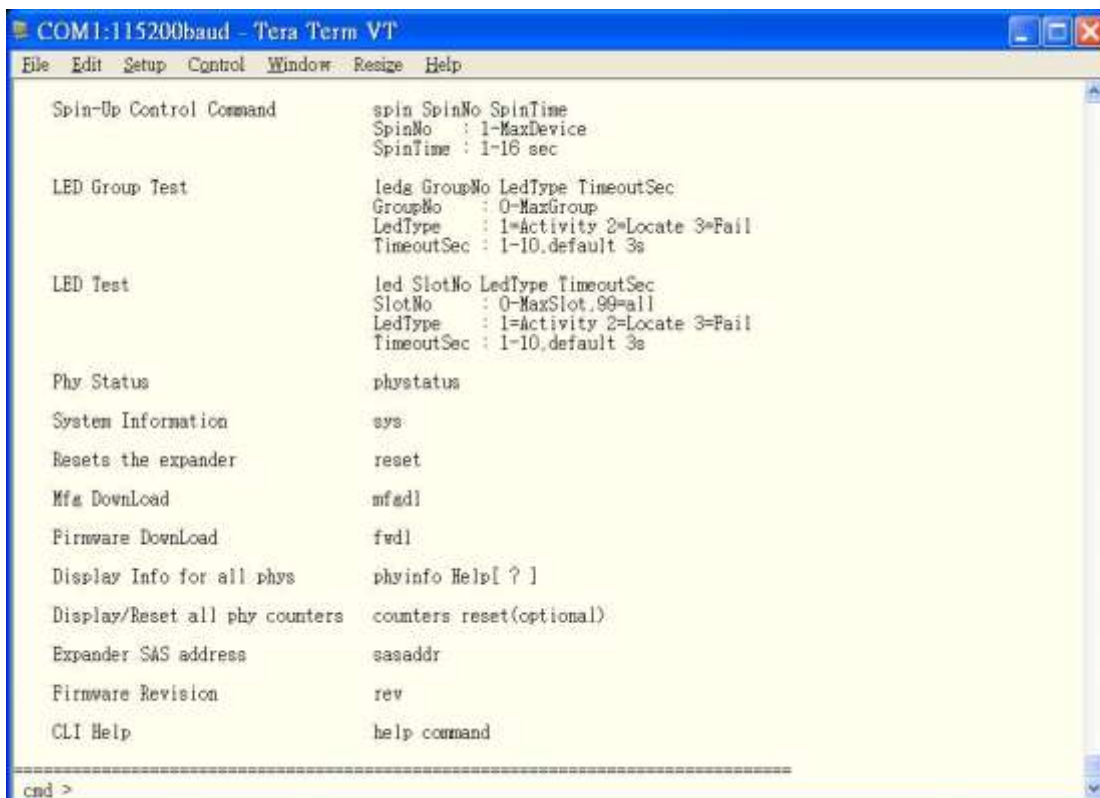 COM1:115200baud - Tera Term VT
File Edit Setup Control Window Resize Help
Spin-Up Control Command spin SpinNo SpinTime
SpinNo : 1-MaxDevice
SpinTime : 1-16 sec
LED Group Test ledg GroupNo LedType TimeoutSec
GroupNo : 0-MaxGroup
LedType : 1=Activity 2=Locate 3=Fail
TimeoutSec : 1-10,default 3s
LED Test led SlotNo LedType TimeoutSec
SlotNo : 0-MaxSlot,99=all
LedType : 1=Activity 2=Locate 3=Fail
TimeoutSec : 1-10,default 3s
Phy Status phystatus
System Information sys
Resets the expander reset
Mfg DownLoad mfgdl
Firmware DownLoad fwdl
Display Info for all phys phyinfo Help[ ? ]
Display/Reset all phy counters counters reset(optional)
Expander SAS address sasaddr
Firmware Revision rev
CLI Help help command
cmd >